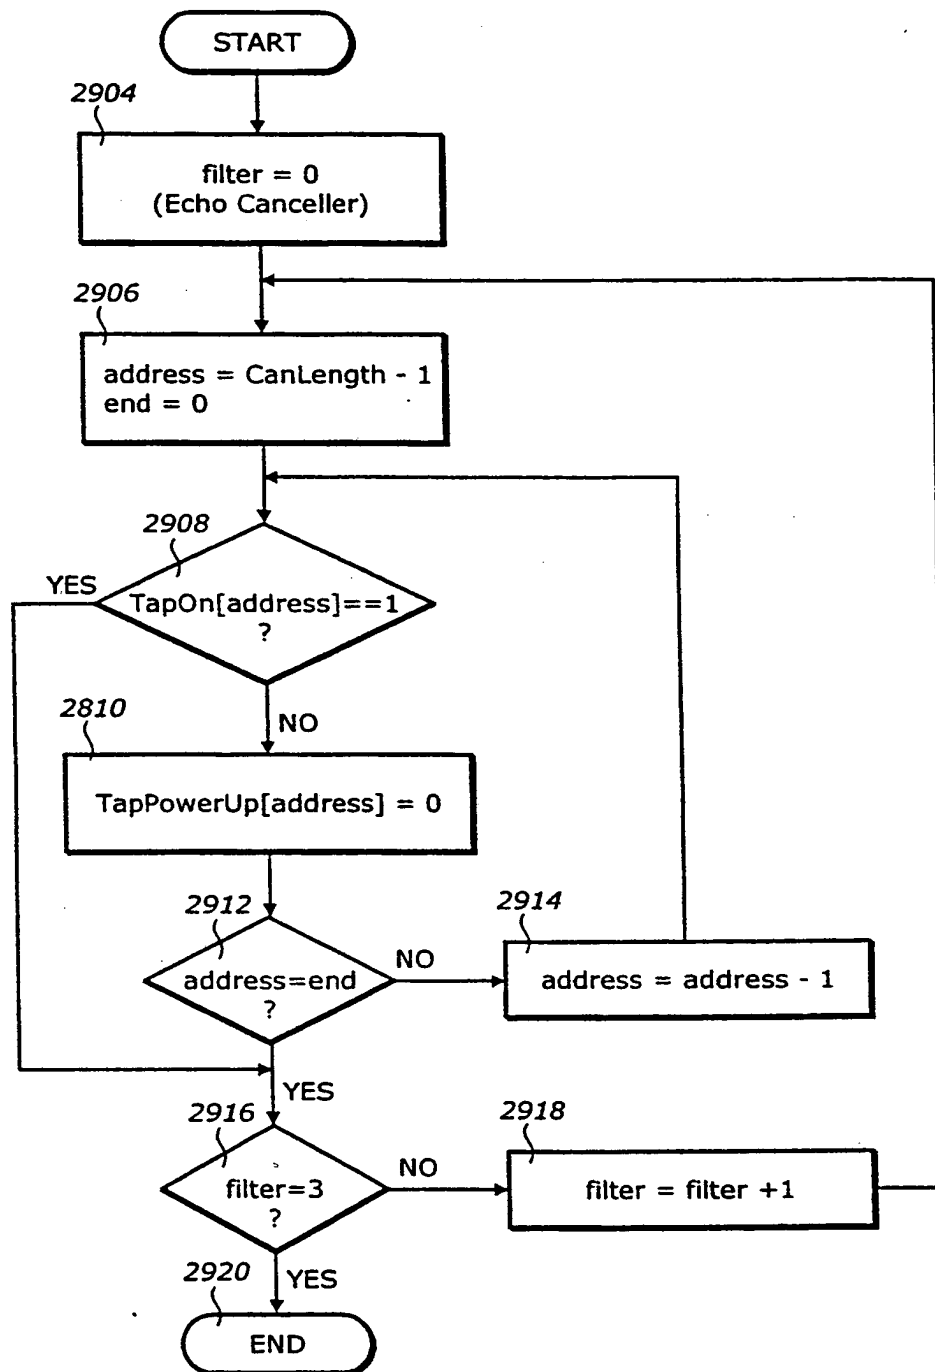 START
2904
filter = 0
(Echo Canceller)
2906
address = CanLength - 1
end = 0
2908
YES
TapOn[address]==1
?
NO
2810
TapPowerUp[address] = 0
2912
address=end
?
NO
2914
address = address - 1
YES
2916
filter=3
?
NO
2918
filter = filter +1
YES
2920
END